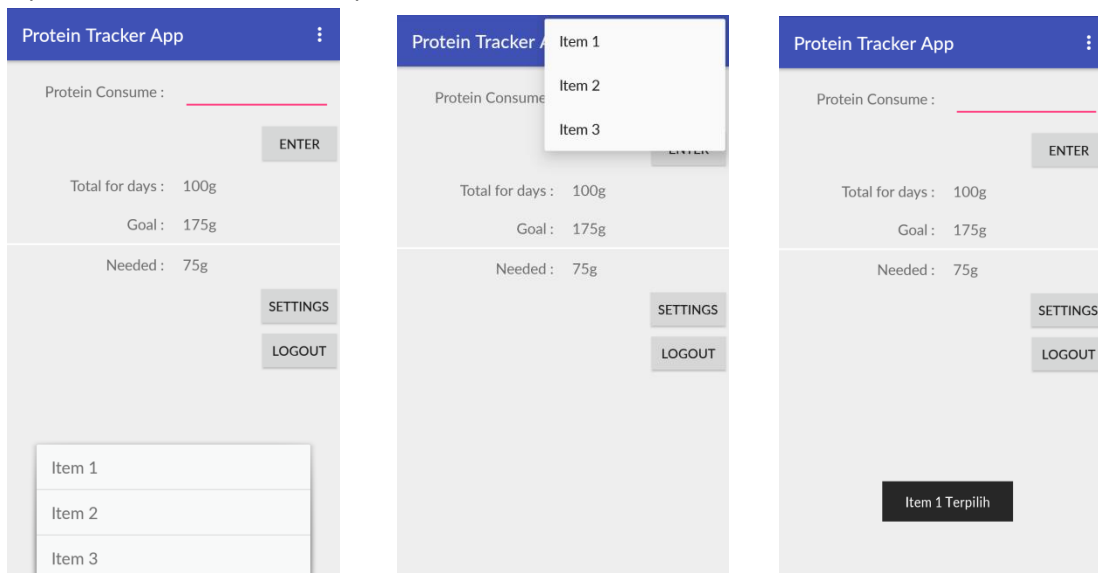 Protein Tracker App
Protein Consume :
ENTER
Total for days : 100g
Goal : 175g
Needed : 75g
SETTINGS
LOGOUT
Item 1
Item 2
Item 3
Protein Tracker
Item 1
Item 2
Item 3
Protein Consume
Total for days : 100g
Goal : 175g
Needed : 75g
SETTINGS
LOGOUT
Protein Tracker App
Protein Consume :
ENTER
Total for days : 100g
Goal : 175g
Needed : 75g
SETTINGS
LOGOUT
Item 1 Terpilih